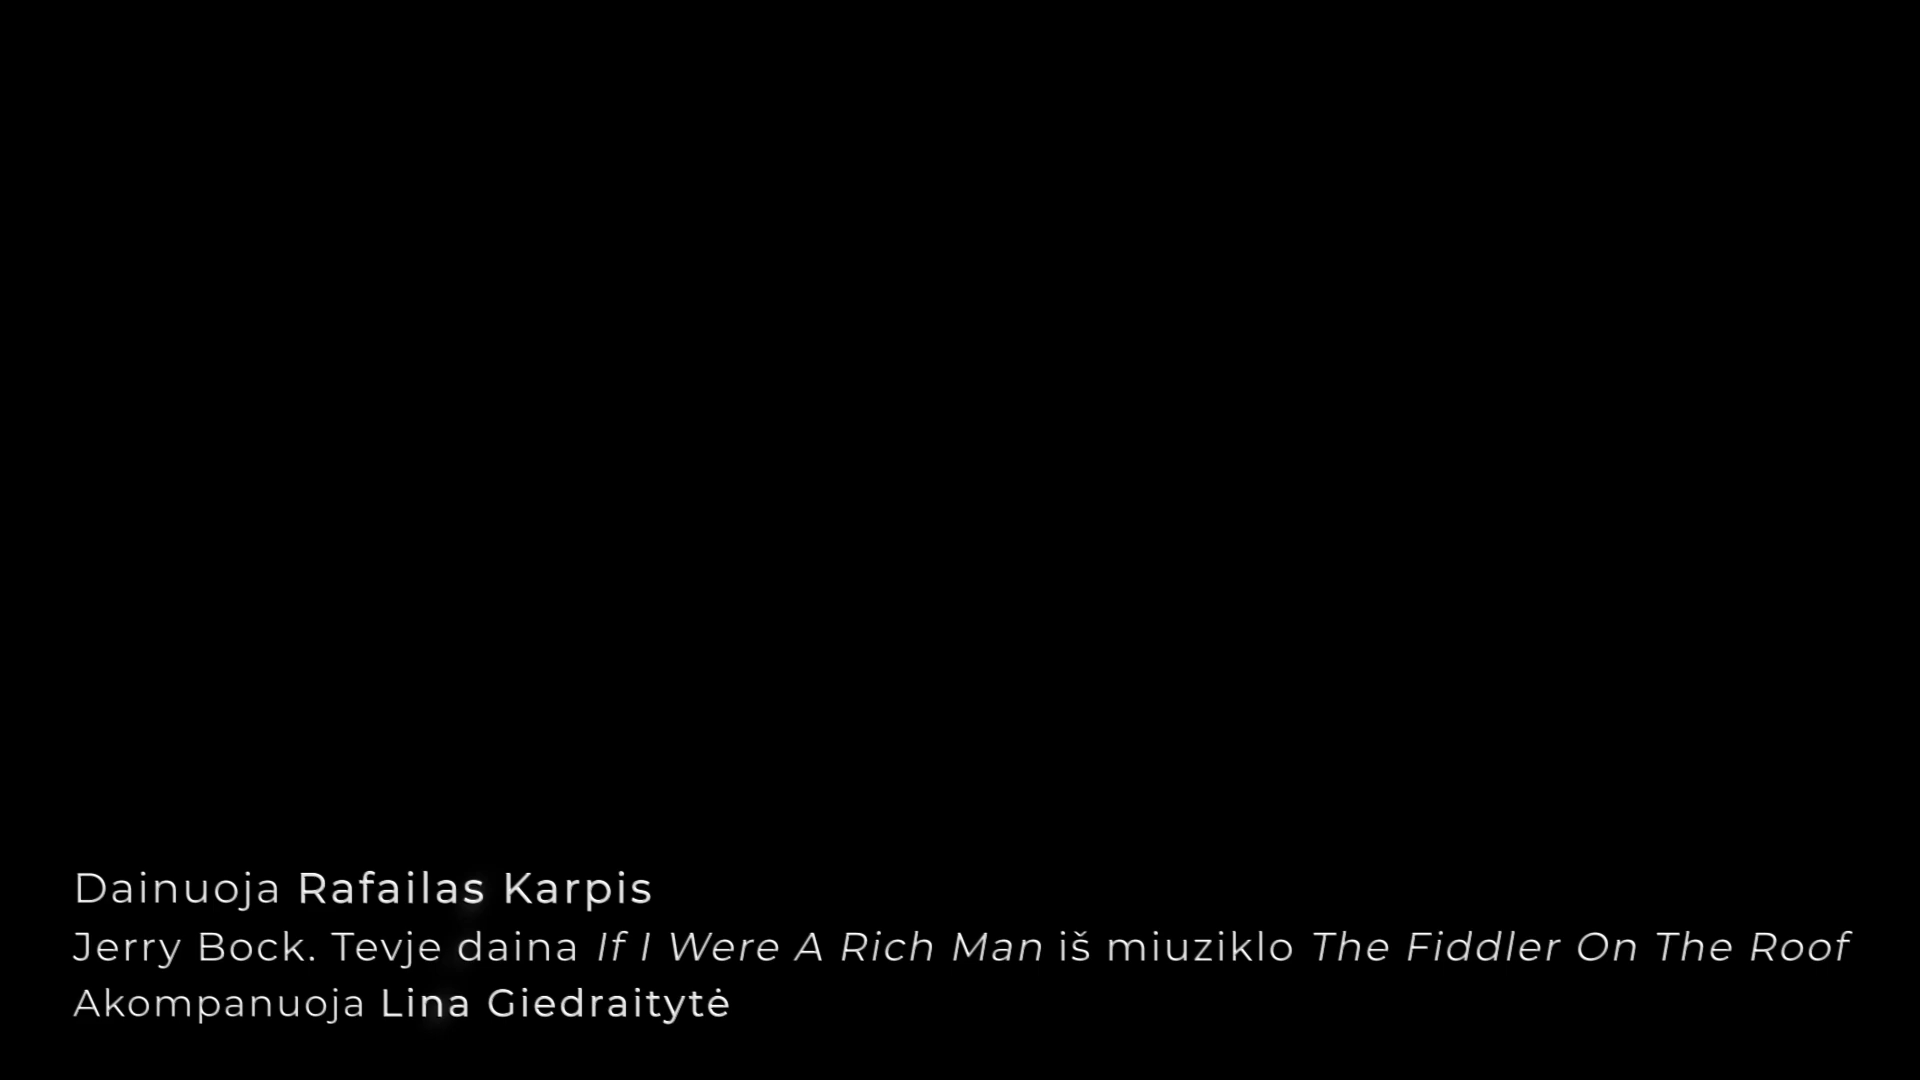 Dainuoja Rafailas Karpis
Jerry Bock. Tevje daina If I Were A Rich Man iš miuziklo The Fiddler On The Roof
Akompanuoja Lina Giedraitytė